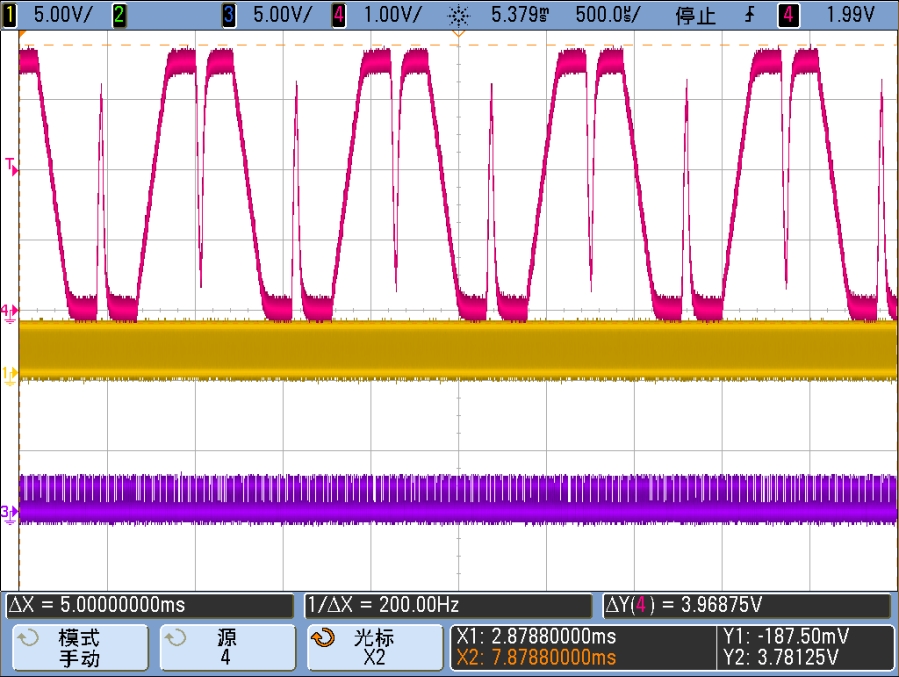 1 5.00V/ 2 3 5.00V/ 4 1.00V/ 5.379ms 500.0µs/ 停止 4 1.99V
T
4
1
3
ΔX = 5.00000000ms 1/ΔX = 200.00Hz ΔY(4) = 3.96875V
模式 源 光标 X1: 2.87880000ms Y1: -187.50mV
手动 4 X2 X2: 7.87880000ms Y2: 3.78125V